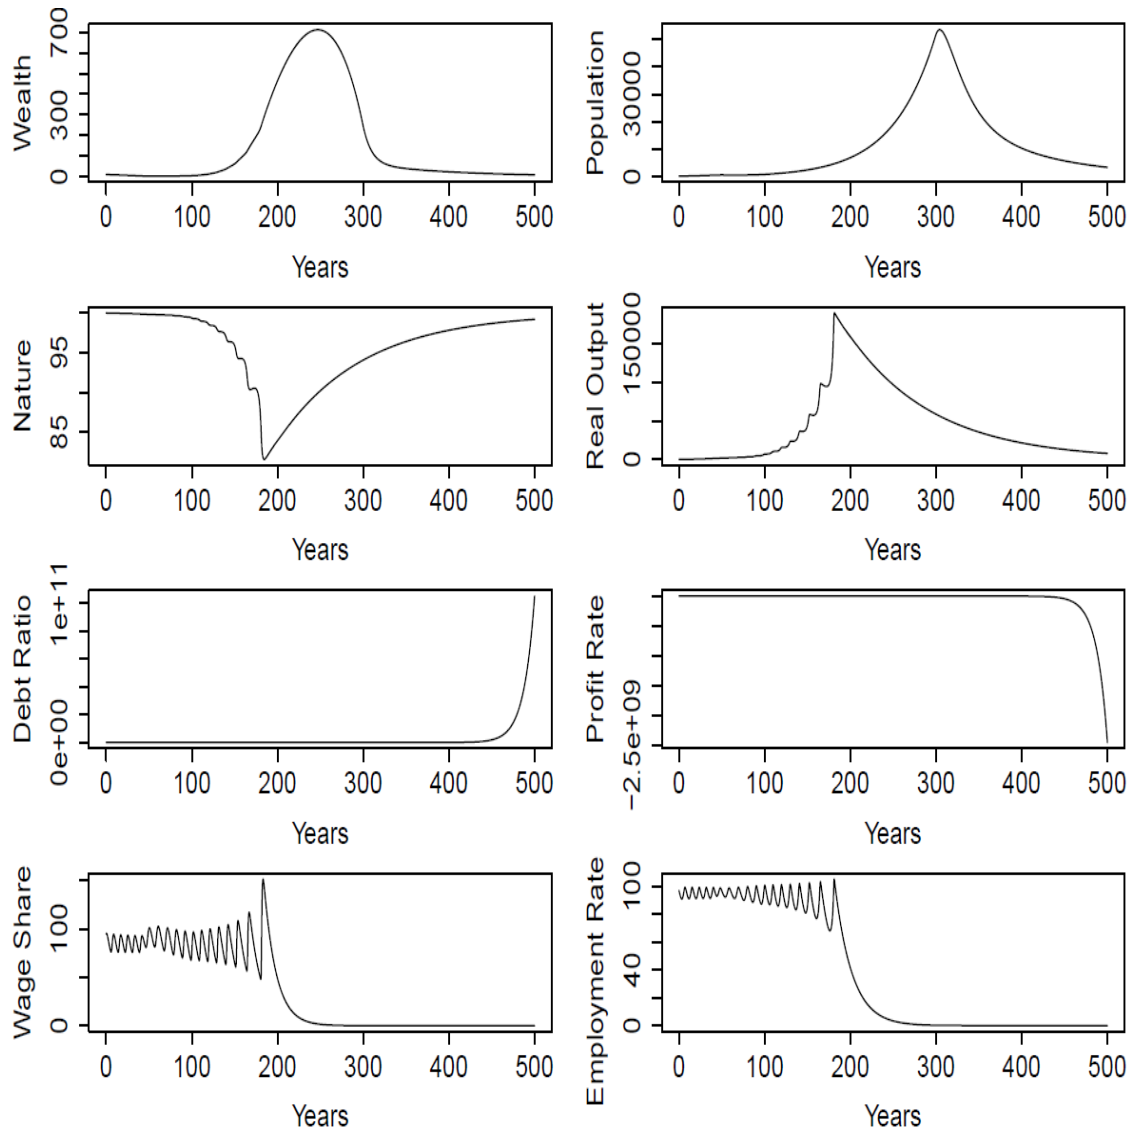 Wealth
700
300
0
0 100 200 300 400 500
Years
Population
30000
0
0 100 200 300 400 500
Years
Nature
95
85
0 100 200 300 400 500
Years
Real Output
150000
0
0 100 200 300 400 500
Years
Debt Ratio
1e+11
0e+00
0 100 200 300 400 500
Years
Profit Rate
−2.5e+09
0 100 200 300 400 500
Years
Wage Share
100
0
0 100 200 300 400 500
Years
Employment Rate
100
40
0
0 100 200 300 400 500
Years